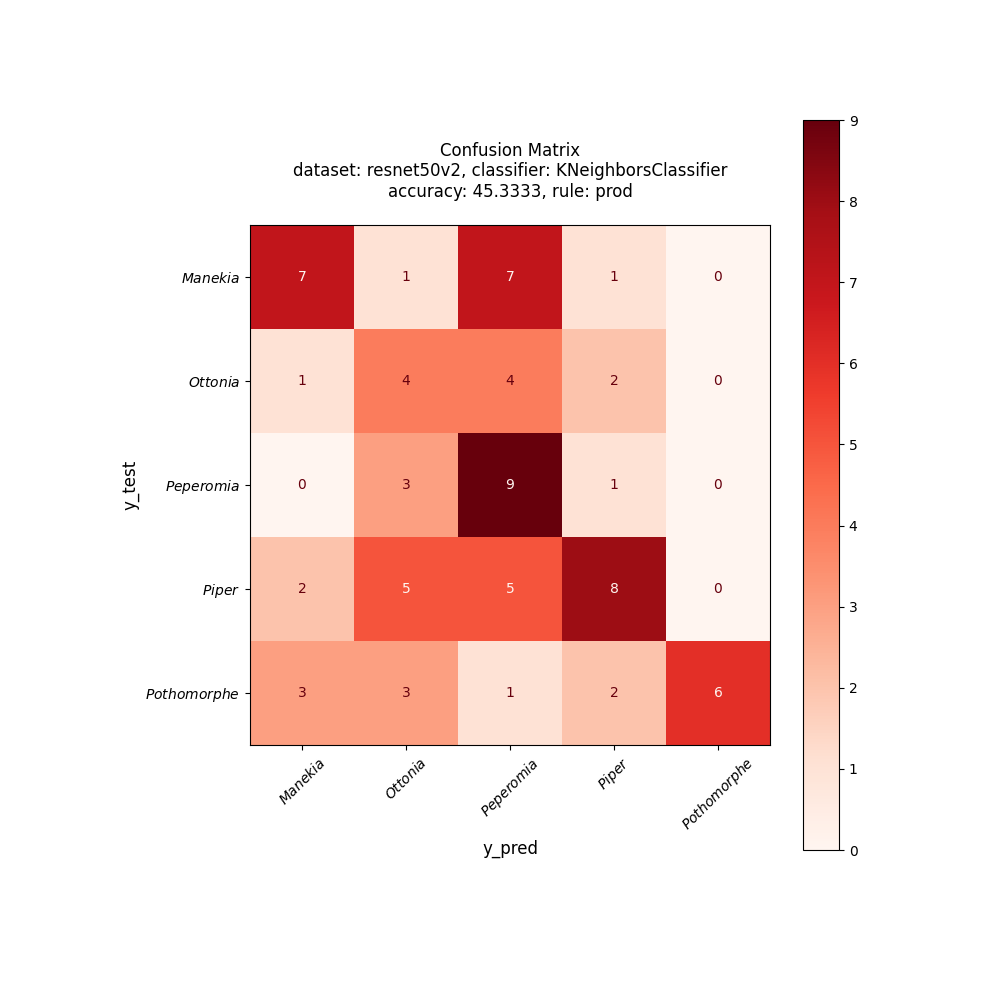 Confusion Matrix
dataset: resnet50v2, classifier: KNeighborsClassifier
accuracy: 45.3333, rule: prod
y_test
Manekia 7 1 7 1 0
Ottonia 1 4 4 2 0
Peperomia 0 3 9 1 0
Piper 2 5 5 8 0
Pothomorphe 3 3 1 2 6
Manekia Ottonia Peperomia Piper Pothomorphe
y_pred
9
8
7
6
5
4
3
2
1
0